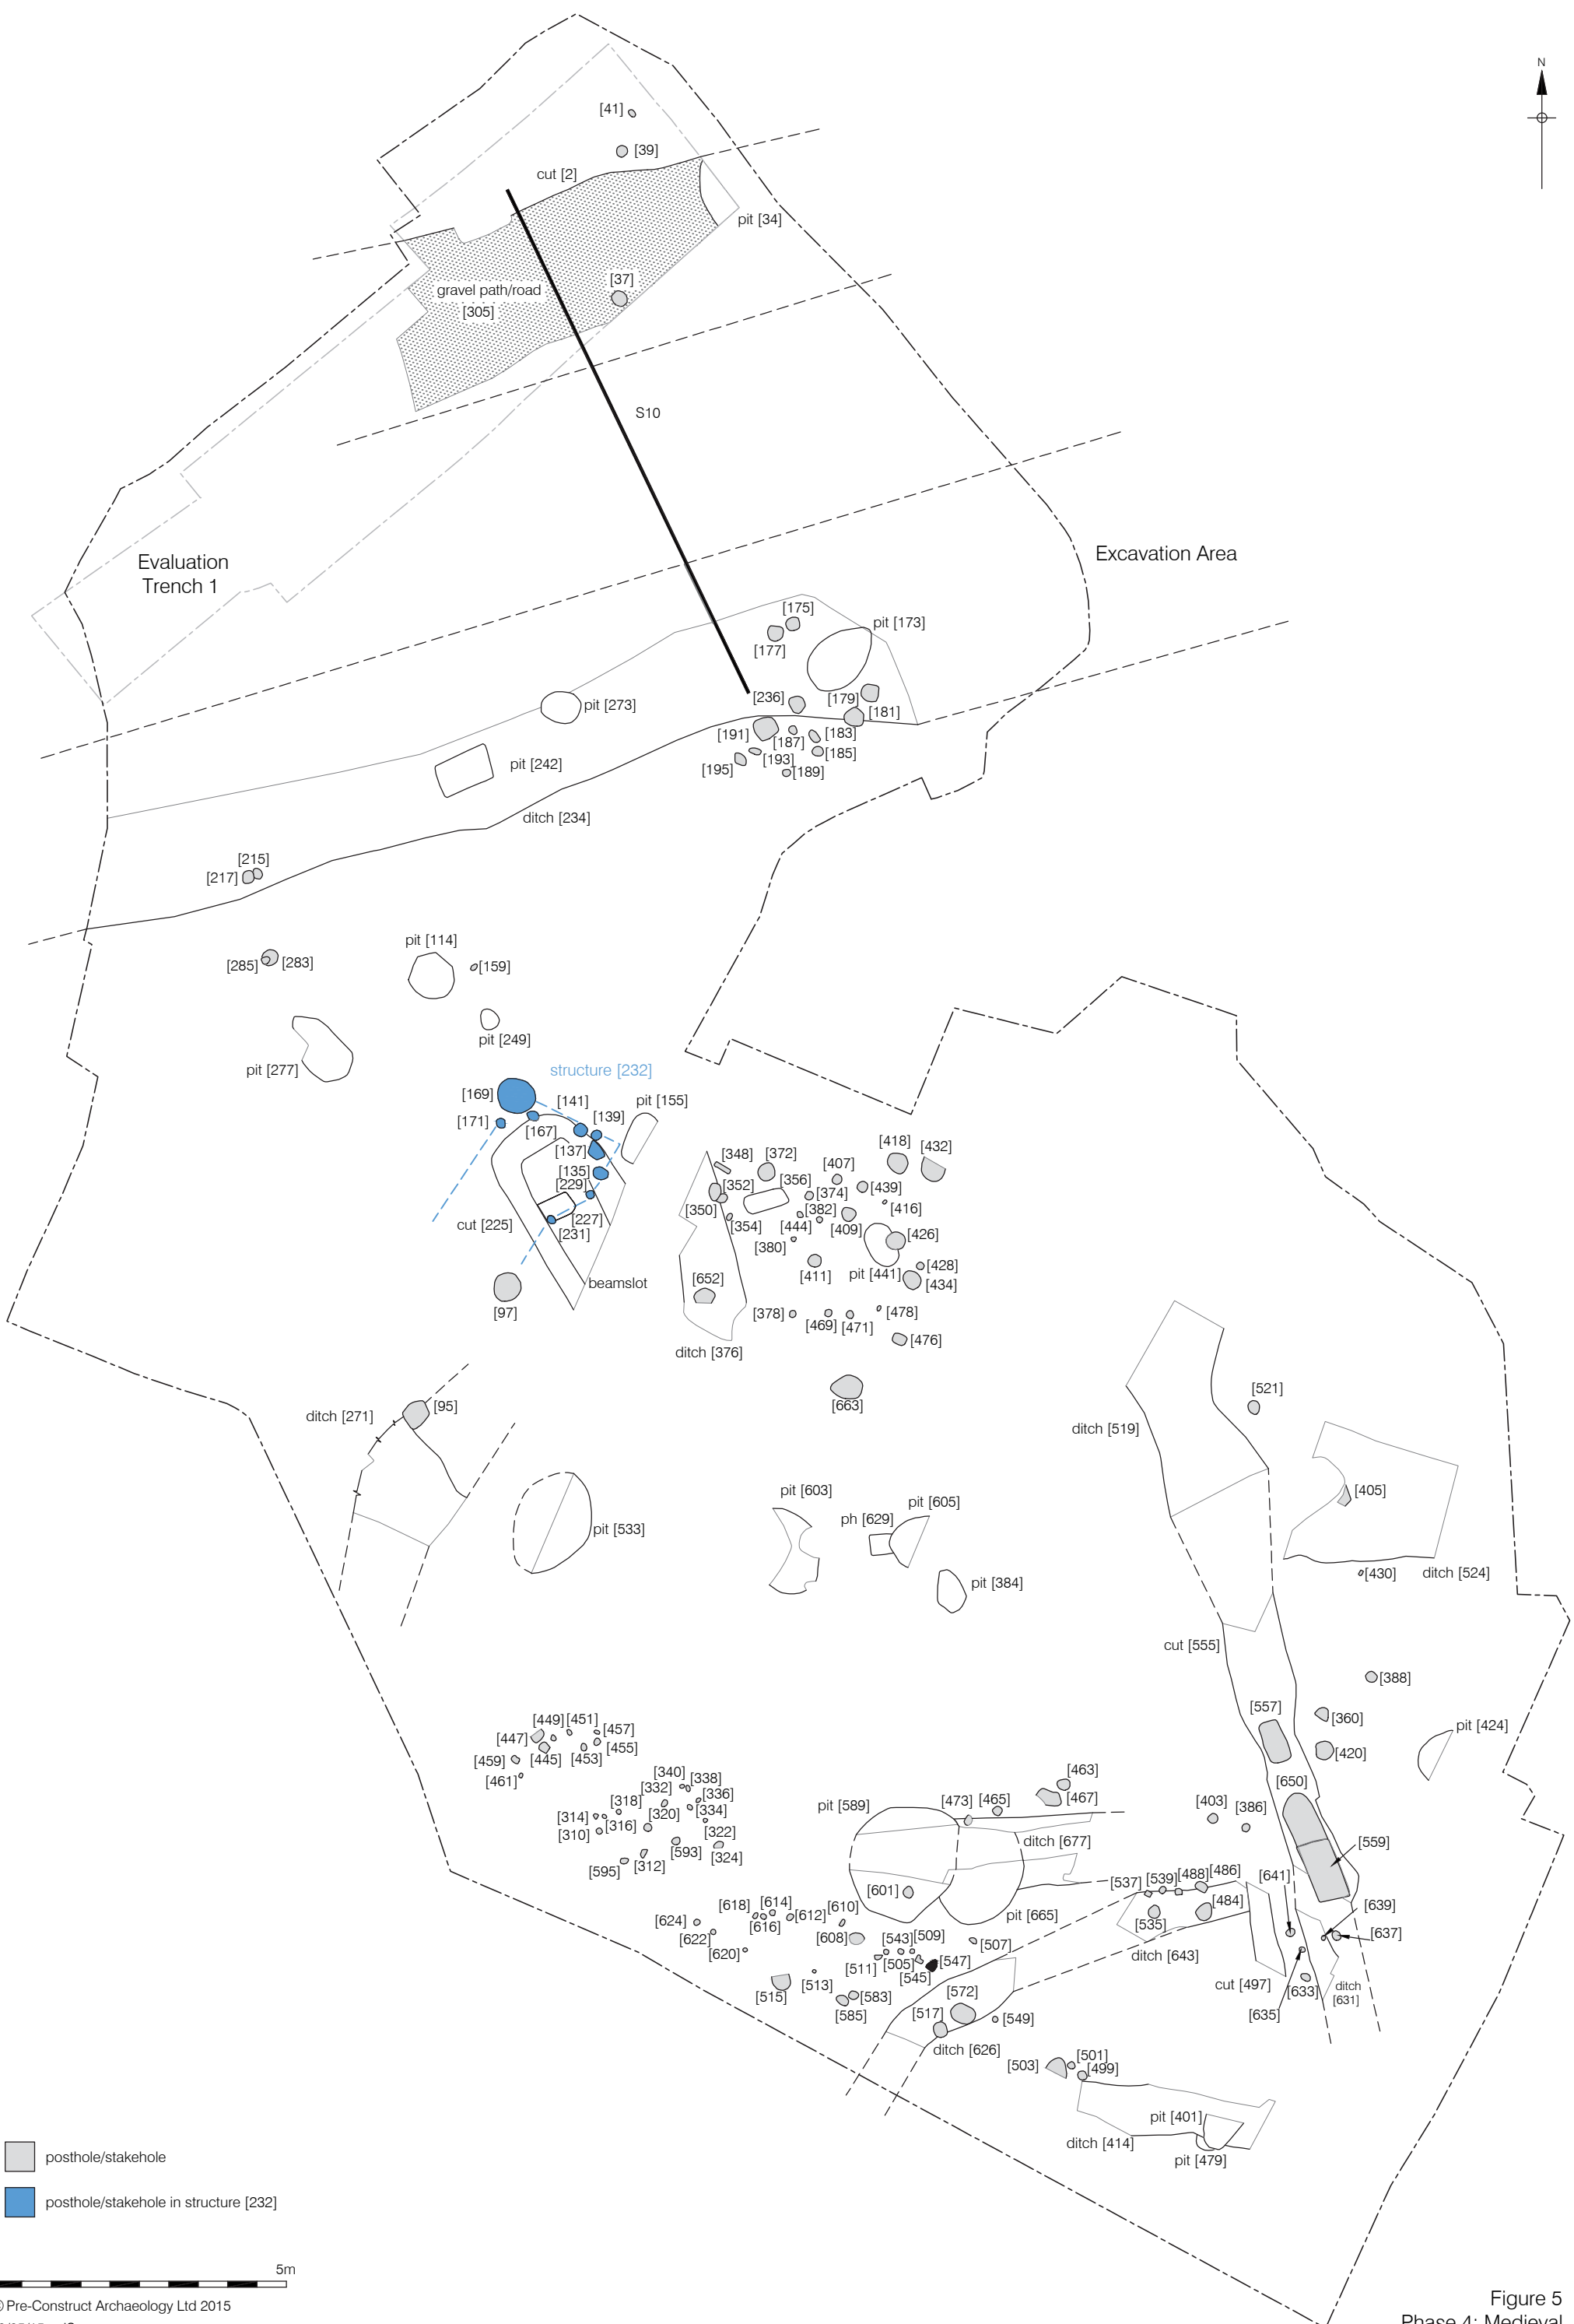 N
[41]
[39]
cut [2]
pit [34]
[37]
gravel path/road
[305]
S10
Evaluation
Trench 1
Excavation Area
[175]
pit [173]
[177]
[236]
[179]
pit [273]
[181]
[191]
[187]
[183]
[193]
[185]
[195]
[189]
pit [242]
ditch [234]
[215]
[217]
pit [114]
[285]
[283]
[159]
pit [249]
pit [277]
structure [232]
[169]
[141]
pit [155]
[171]
[139]
[167]
[137]
[135]
[229]
cut [225]
[227]
[231]
beamslot
[97]
[348]
[372]
[418]
[432]
[407]
[352]
[356]
[374]
[439]
[350]
[382]
[416]
[354]
[444]
[409]
[426]
[380]
[411]
pit [441]
[428]
[434]
[652]
[378]
[469]
[471]
[478]
[476]
ditch [376]
[663]
[521]
ditch [271]
[95]
ditch [519]
pit [603]
[405]
pit [605]
ph [629]
pit [533]
ditch [524]
[430]
pit [384]
cut [555]
[388]
[557]
[360]
pit [424]
[420]
[449]
[451]
[457]
[447]
[455]
[459]
[445]
[453]
[461]
[340]
[338]
[332]
[336]
[318]
[334]
[314]
[316]
[320]
[310]
[322]
[593]
[324]
[595]
[312]
[463]
[467]
[650]
pit [589]
[473]
[465]
[403]
[386]
ditch [677]
[559]
[537]
[539]
[488]
[486]
[641]
[601]
[618]
[614]
[610]
[484]
[639]
[624]
[616]
[612]
pit [665]
[535]
[622]
[608]
[543]
[509]
[507]
[637]
[620]
[511]
[505]
[547]
ditch [643]
[545]
[515]
[513]
[583]
[572]
cut [497]
[633]
ditch
[631]
[585]
[517]
[549]
[635]
ditch [626]
[503]
[501]
[499]
pit [401]
ditch [414]
pit [479]
posthole/stakehole
posthole/stakehole in structure [232]
5m
Pre-Construct Archaeology Ltd 2015
Figure 5
Phase 4: Medieval